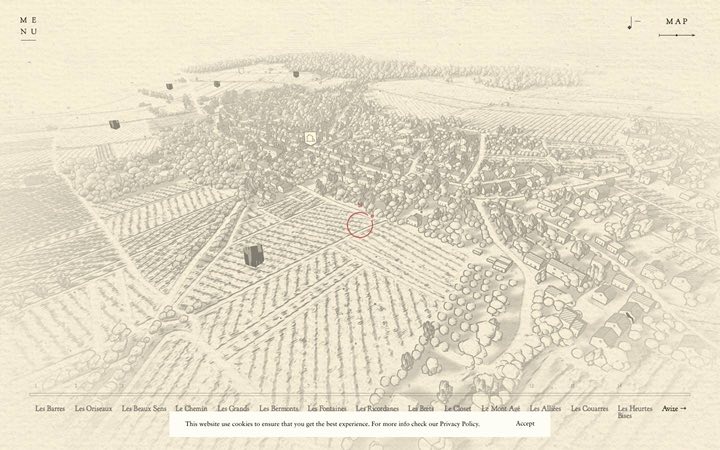 M E
N U
MAP
Les Barres
Les Oriseaux
Les Beaux Sens
Le Chemin
Les Grands
Les Bermonts
Les Fontaines
Les Ricordanes
Les Bréts
Le Closet
Le Mont Agé
Les Alliées
Les Couarres
Les Heurtes
Bises
Avize →
This website use cookies to ensure that you get the best experience. For more info check our Privacy Policy.
Accept